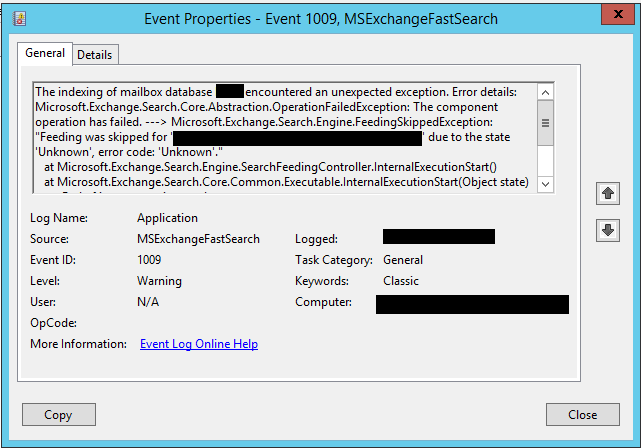 Event Properties - Event 1009, MSExchangeFastSearch
x
General
Details
The indexing of mailbox database encountered an unexpected exception. Error details:
Microsoft.Exchange.Search.Core.Abstraction.OperationFailedException: The component
operation has failed. ---> Microsoft.Exchange.Search.Engine.FeedingSkippedException:
"Feeding was skipped for ' ' due to the state
'Unknown', error code: 'Unknown'."
at Microsoft.Exchange.Search.Engine.SearchFeedingController.InternalExecutionStart()
at Microsoft.Exchange.Search.Core.Common.Executable.InternalExecutionStart(Object state)
Log Name: Application
Source: MSExchangeFastSearch Logged:
Event ID: 1009 Task Category: General
Level: Warning Keywords: Classic
User: N/A Computer:
OpCode:
More Information: Event Log Online Help
Copy
Close